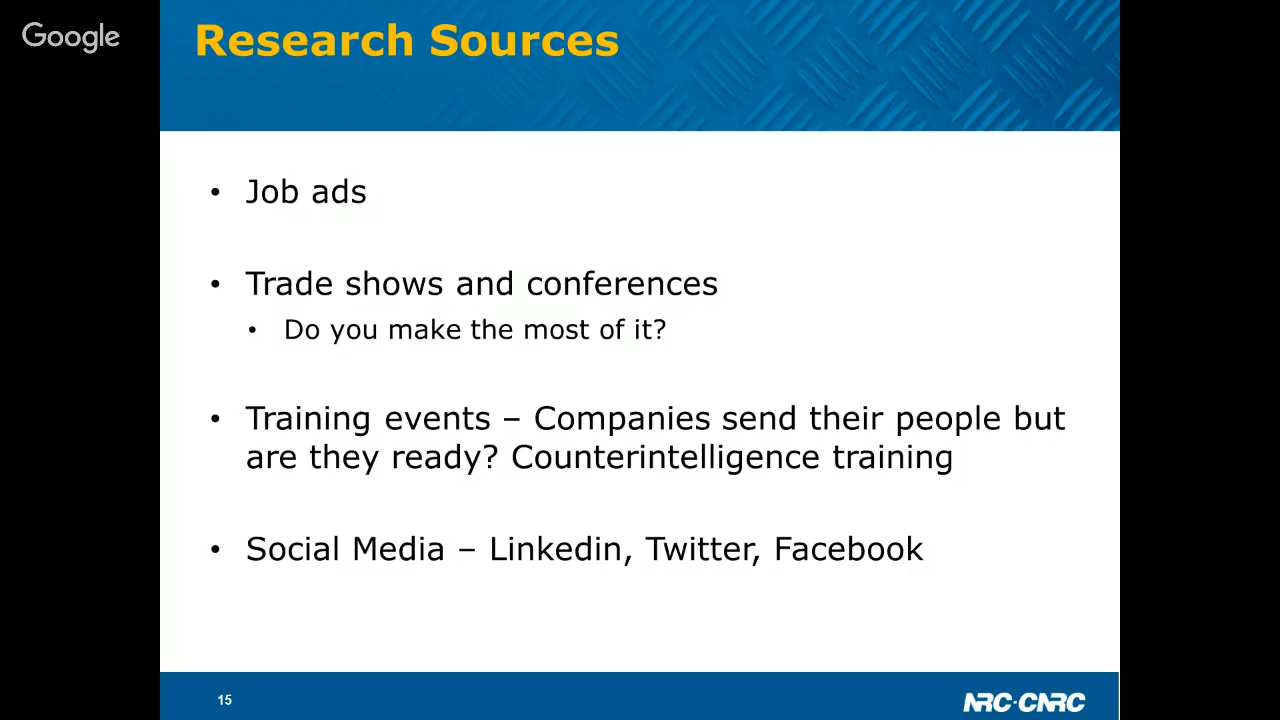 Google
Research Sources
• Job ads
• Trade shows and conferences
• Do you make the most of it?
• Training events – Companies send their people but
are they ready? Counterintelligence training
• Social Media – Linkedin, Twitter, Facebook
15
NRC·CNRC